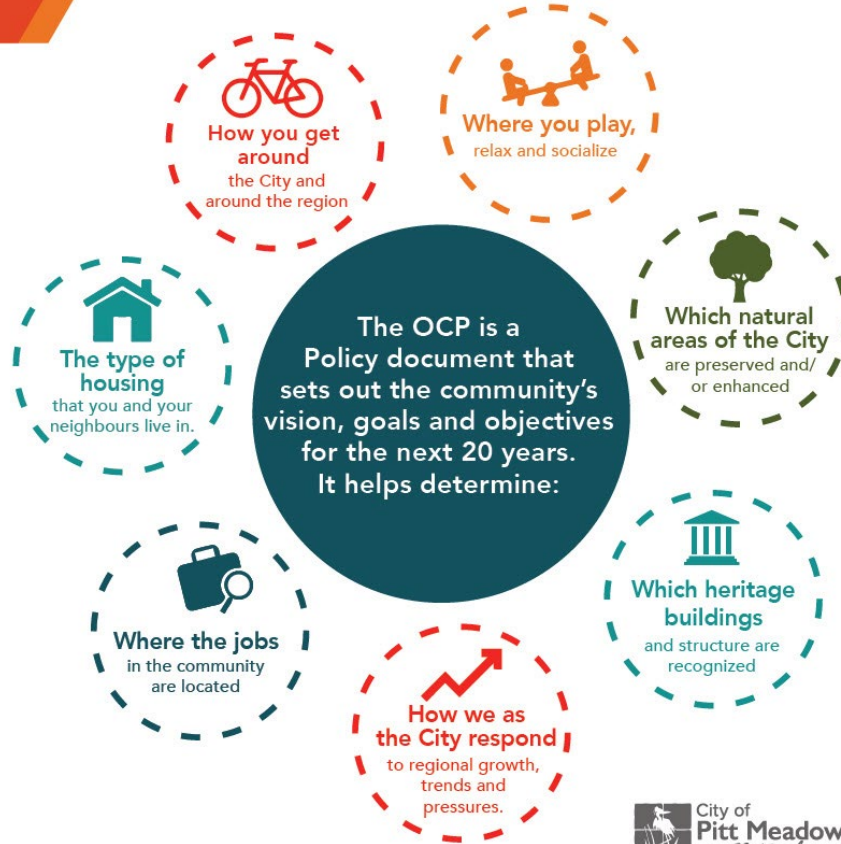 How you get
around
the City and
around the region
Where you play,
relax and socialize
The type of
housing
that you and your
neighbours live in.
The OCP is a
Policy document that
sets out the community's
vision, goals and objectives
for the next 20 years.
It helps determine:
Which natural
areas of the City
are preserved and/
or enhanced
Where the jobs
in the community
are located
Which heritage
buildings
and structure are
recognized
How we as
the City respond
to regional growth,
trends and
pressures.
City of
Pitt Meadow